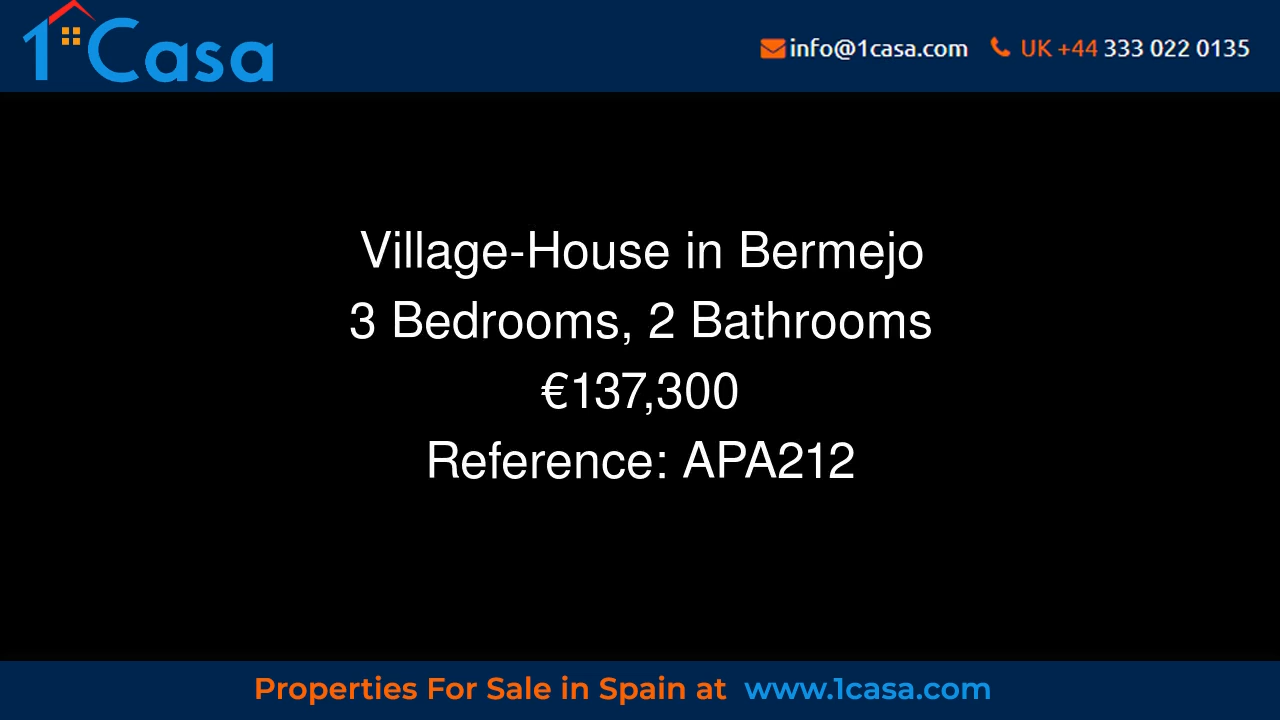 1Casa
info@1casa.com UK +44 333 022 0135
Village-House in Bermejo
3 Bedrooms, 2 Bathrooms
€137,300
Reference: APA212
Properties For Sale in Spain at www.1casa.com